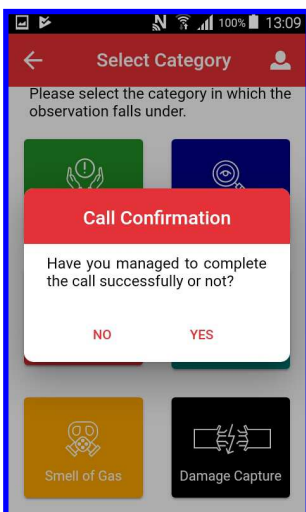 100% 13:09
Select Category
Please select the category in which the
observation falls under.
Call Confirmation
Have you managed to complete
the call successfully or not?
NO YES
Smell of Gas Damage Capture